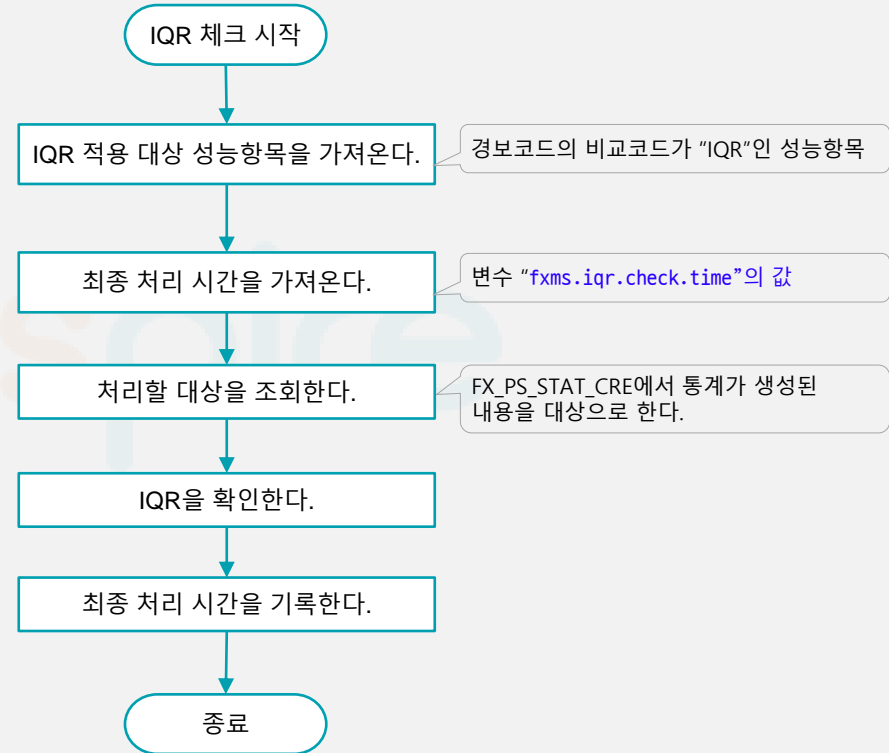 IQR 체크 시작
IQR 적용 대상 성능항목을 가져온다.
경보코드의 비교코드가 "IQR"인 성능항목
최종 처리 시간을 가져온다.
변수 “fxms.iqr.check.time”의 값
처리할 대상을 조회한다.
FX_PS_STAT_CRE에서 통계가 생성된
내용을 대상으로 한다.
IQR을 확인한다.
최종 처리 시간을 기록한다.
종료
spire